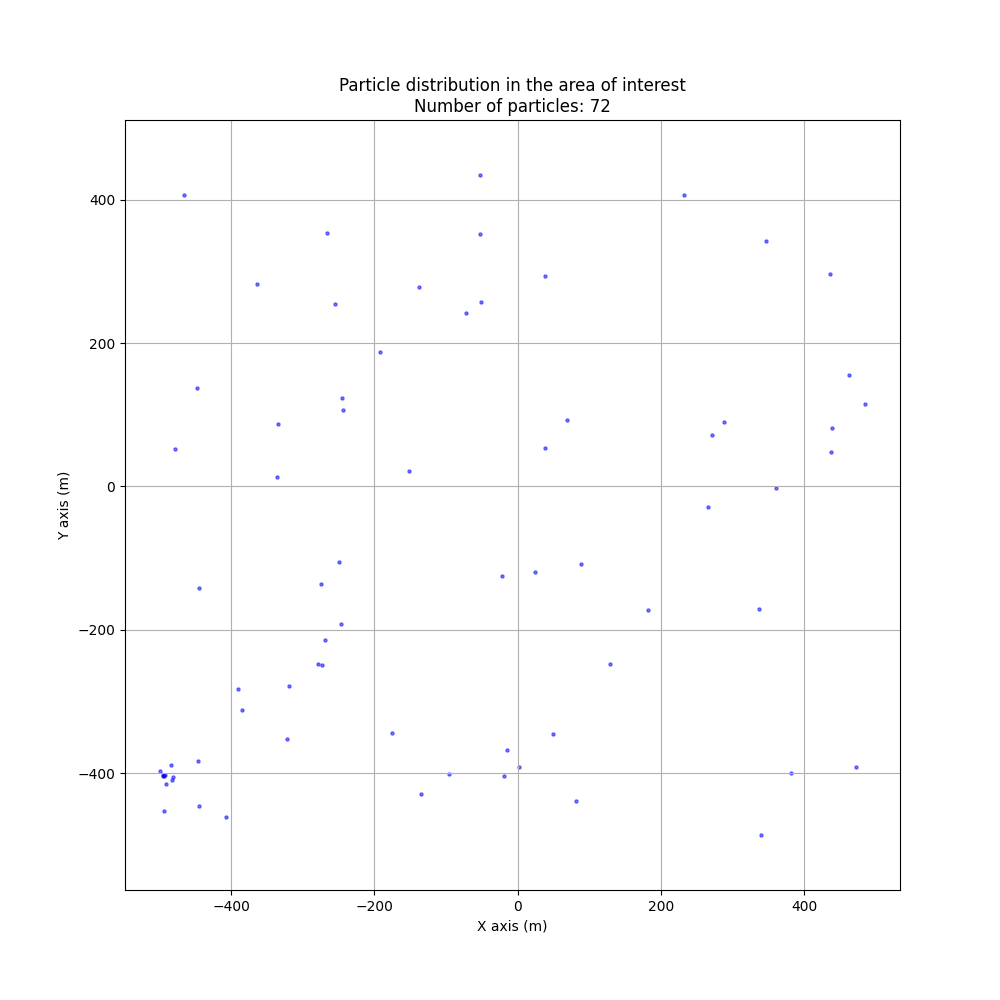 Particle distribution in the area of interest
Number of particles: 72
400
200
0
−200
−400
Y axis (m)
−400
−200
0
200
400
X axis (m)